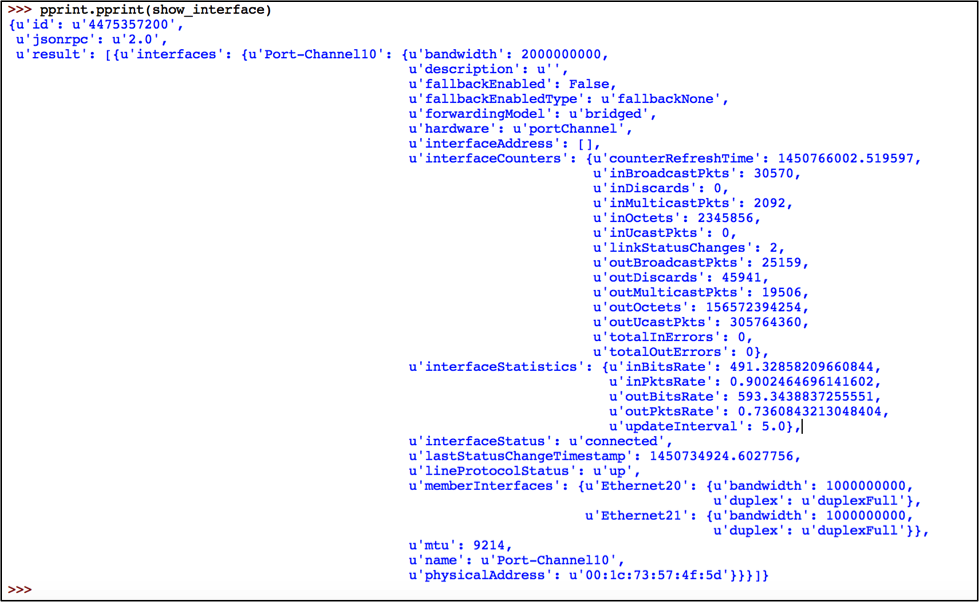 >>> pprint.pprint(show_interface)
{u'id': u'4475357200',
 u'jsonrpc': u'2.0',
 u'result': [{u'interfaces': {u'Port-Channel10': {u'bandwidth': 2000000000,
u'description': u'',
u'fallbackEnabled': False,
u'fallbackEnabledType': u'fallbackNone',
u'forwardingModel': u'bridged',
u'hardware': u'portChannel',
u'interfaceAddress': [],
u'interfaceCounters': {u'counterRefreshTime': 1450766002.519597,
u'inBroadcastPkts': 30570,
u'inDiscards': 0,
u'inMulticastPkts': 2092,
u'inOctets': 2345856,
u'inUcastPkts': 0,
u'linkStatusChanges': 2,
u'outBroadcastPkts': 25159,
u'outDiscards': 45941,
u'outMulticastPkts': 19506,
u'outOctets': 156572394254,
u'outUcastPkts': 305764360,
u'totalInErrors': 0,
u'totalOutErrors': 0},
u'interfaceStatistics': {u'inBitsRate': 491.32858209660844,
u'inPktsRate': 0.9002464696141602,
u'outBitsRate': 593.3438837255551,
u'outPktsRate': 0.7360843213048404,
u'updateInterval': 5.0},
u'interfaceStatus': u'connected',
u'lastStatusChangeTimestamp': 1450734924.6027756,
u'lineProtocolStatus': u'up',
u'memberInterfaces': {u'Ethernet20': {u'bandwidth': 1000000000,
u'duplex': u'duplexFull'},
u'Ethernet21': {u'bandwidth': 1000000000,
u'duplex': u'duplexFull'}},
u'mtu': 9214,
u'name': u'Port-Channel10',
u'physicalAddress': u'00:1c:73:57:4f:5d'}}}]}
>>>